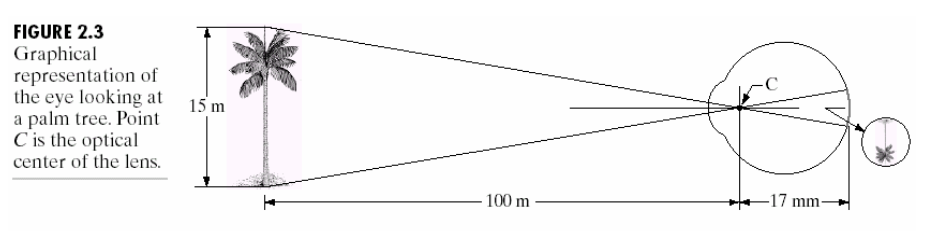 FIGURE 2.3
Graphical
representation of
the eye looking at
a palm tree. Point
C is the optical
center of the lens.
15 m
C
100 m
17 mm